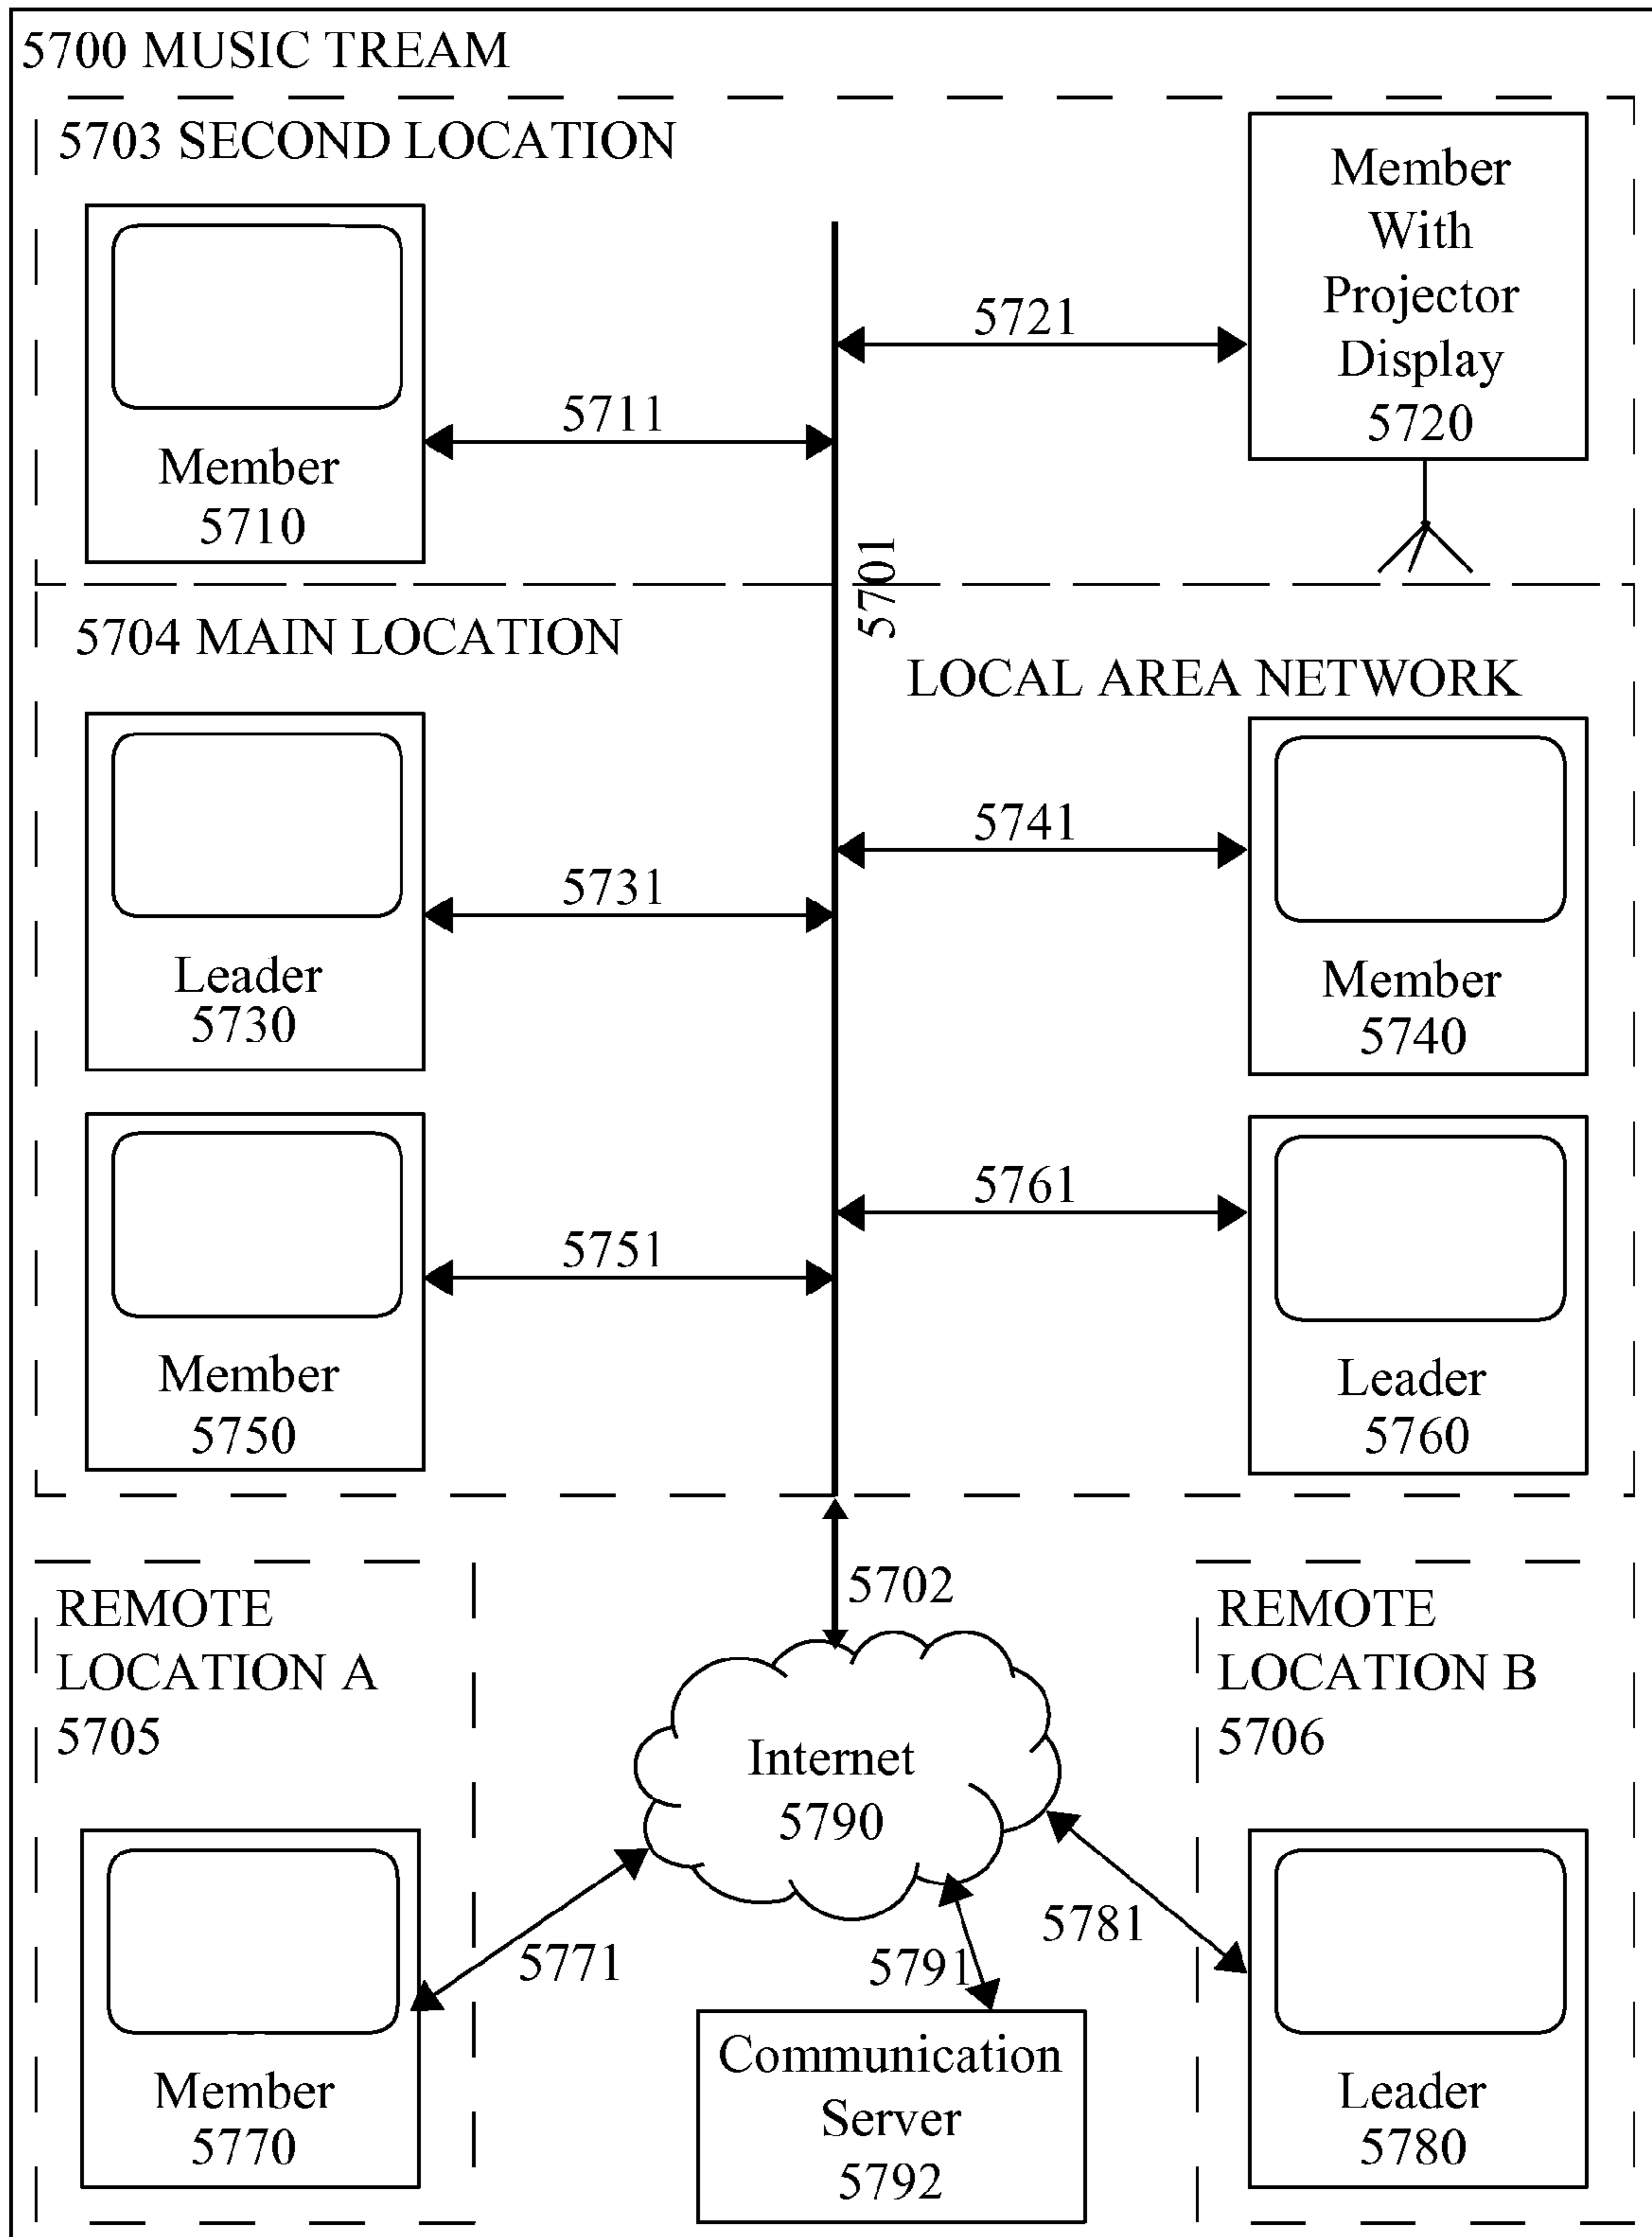 5700 MUSIC TREAM
5703 SECOND LOCATION
Member
With
Projector
Display
5720
5721
5711
Member
5710
5701
5704 MAIN LOCATION
LOCAL AREA NETWORK
5741
5731
Leader
5730
Member
5740
5761
5751
Member
5750
Leader
5760
5702
REMOTE
LOCATION A
5705
REMOTE
LOCATION B
5706
Internet
5790
5771
5791
5781
Member
5770
Communication
Server
5792
Leader
5780